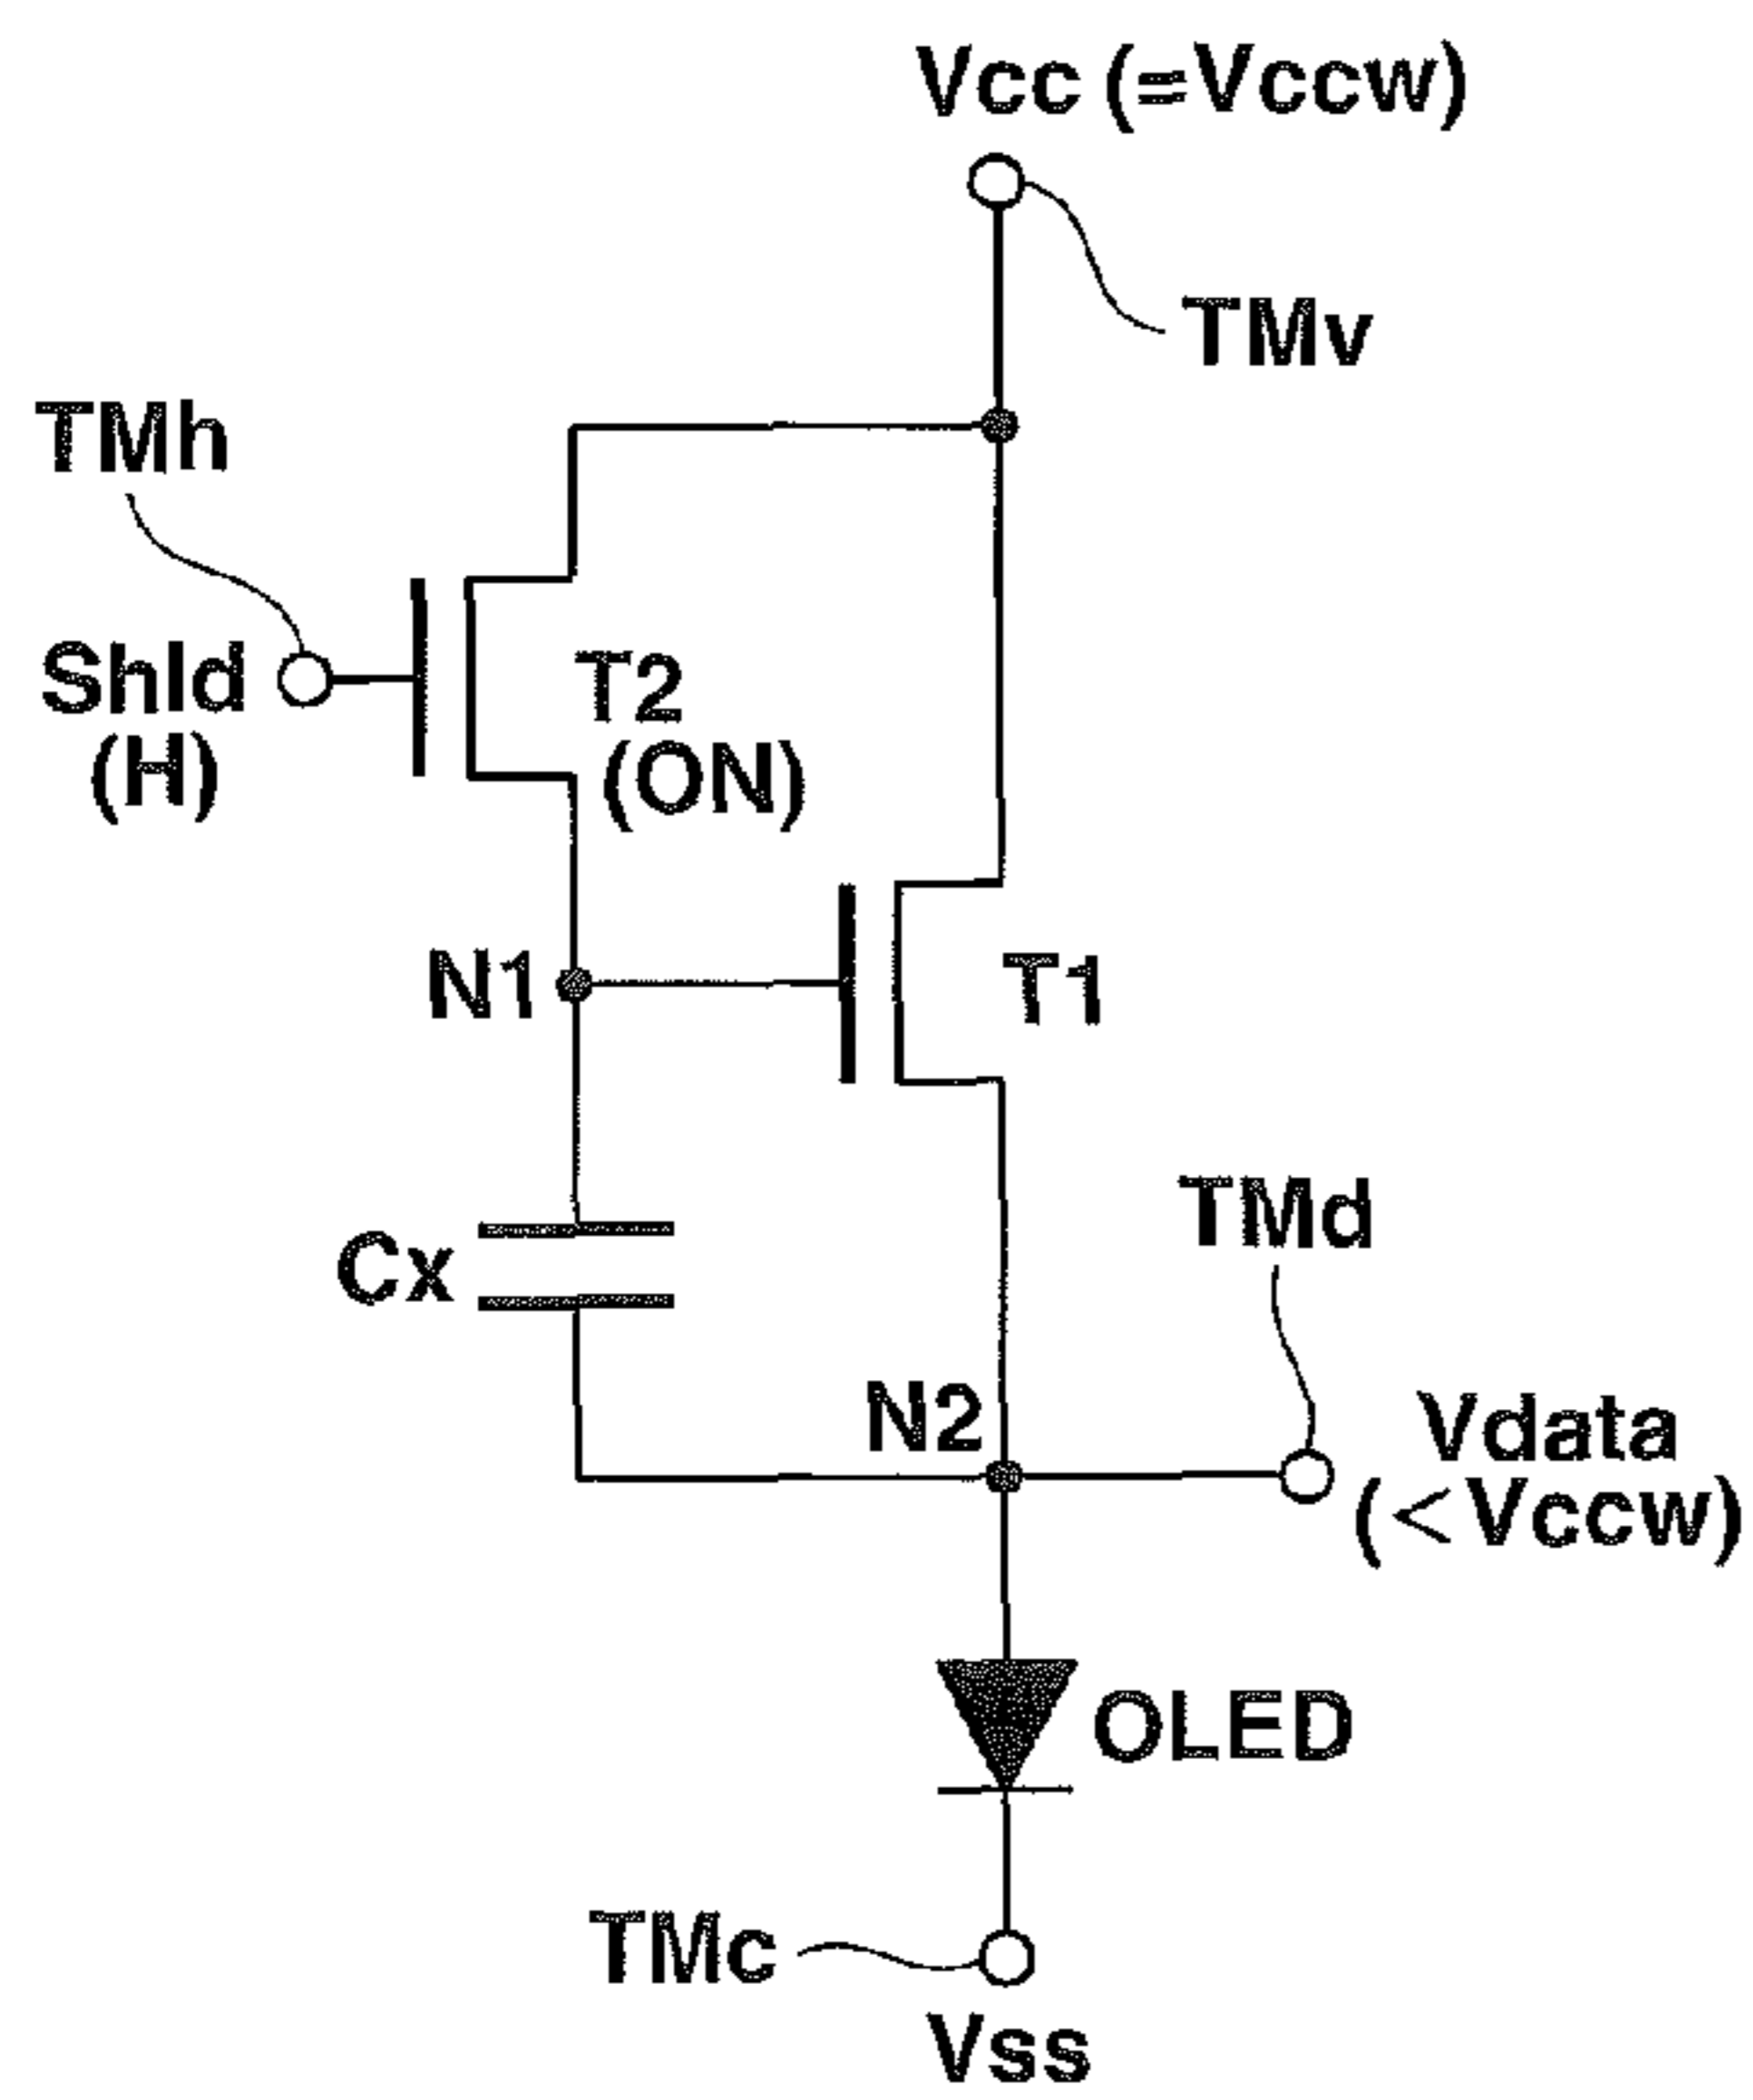 Vcc (=Vccw)
TMv
TMh
Shld
(H)
T2
(ON)
N1
T1
Cx
TMd
N2
Vdata
(<Vccw)
OLED
TMc
Vss